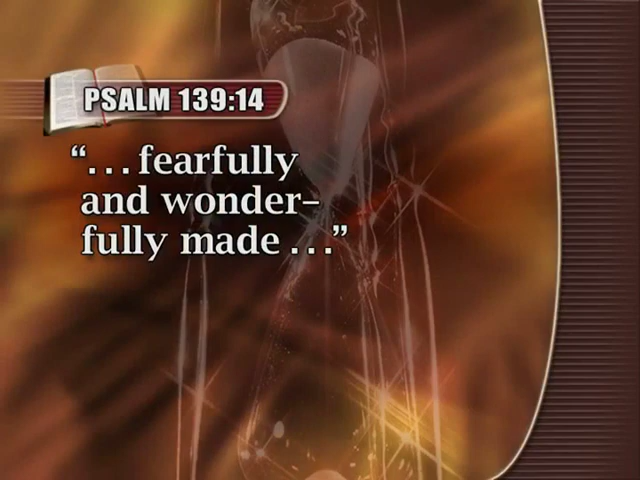 PSALM 139:14
“. . . fearfully
and wonder–
fully made . . .”